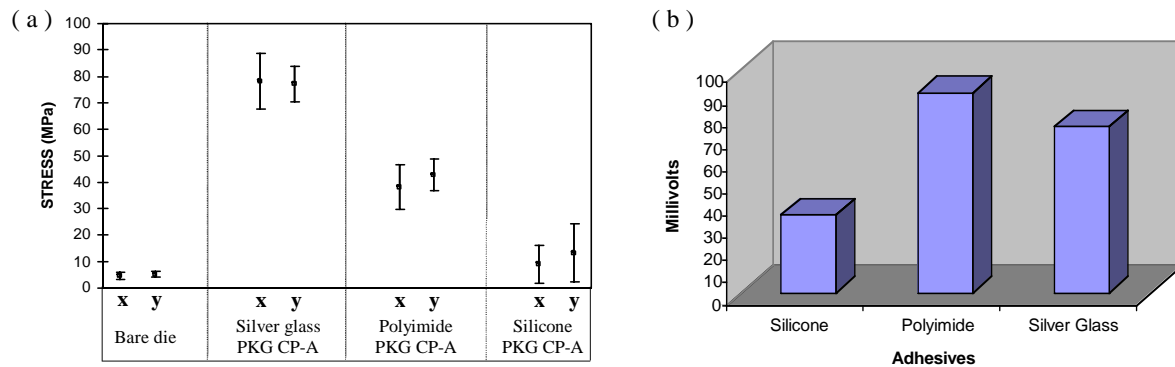 ( a )
STRESS (MPa)
100
90
80
70
60
50
40
30
20
10
0
x y x y x y x y
Bare die
Silver glass
PKG CP-A
Polyimide
PKG CP-A
Silicone
PKG CP-A
( b )
Millivolts
100
90
80
70
60
50
40
30
20
10
0
Silicone Polyimide Silver Glass
Adhesives